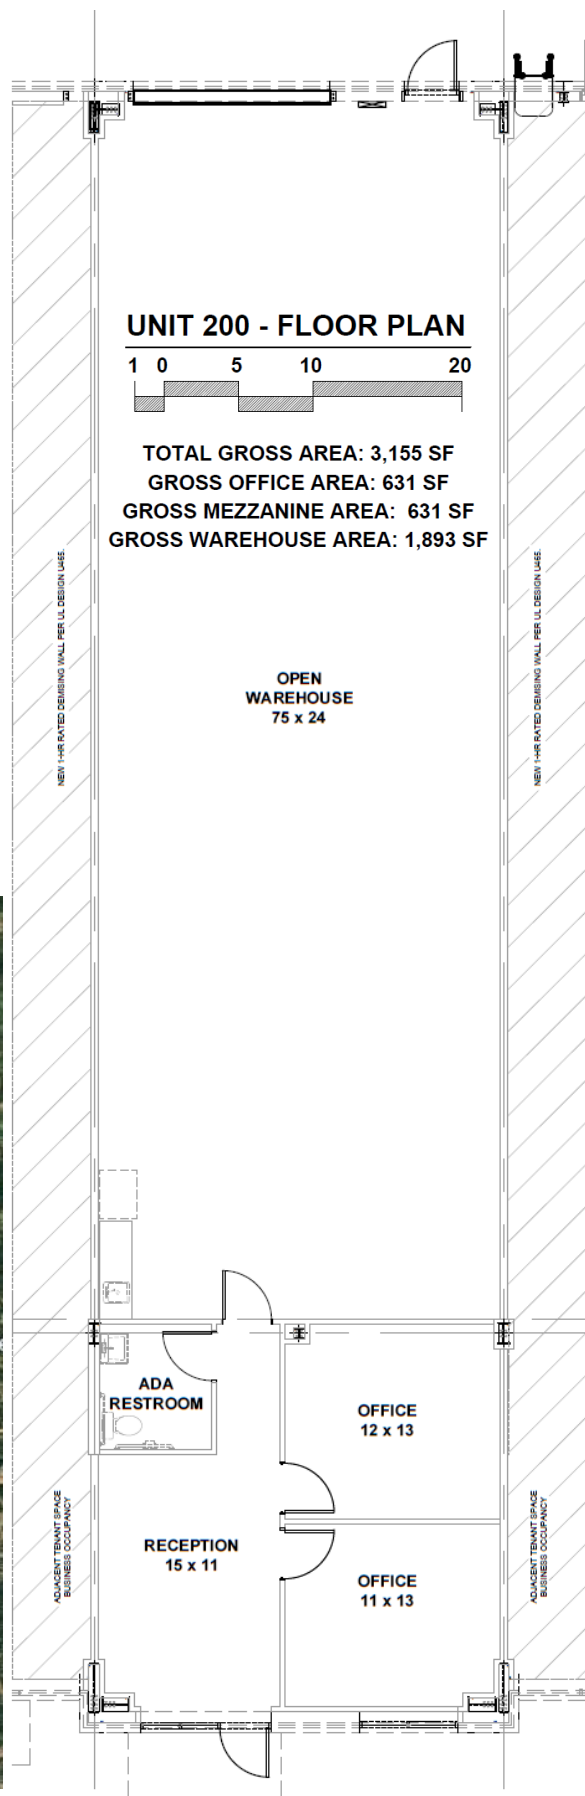 UNIT 200 - FLOOR PLAN
1 0 5 10 20
TOTAL GROSS AREA: 3,155 SF
GROSS OFFICE AREA: 631 SF
GROSS MEZZANINE AREA: 631 SF
GROSS WAREHOUSE AREA: 1,893 SF
NEW 1-HR RATED DEMISING WALL PER UL DESIGN U465.
NEW 1-HR RATED DEMISING WALL PER UL DESIGN U465.
OPEN
WAREHOUSE
75 x 24
ADA
RESTROOM
OFFICE
12 x 13
RECEPTION
15 x 11
OFFICE
11 x 13
ADJACENT TENANT SPACE
BUSINESS OCCUPANCY
ADJACENT TENANT SPACE
BUSINESS OCCUPANCY